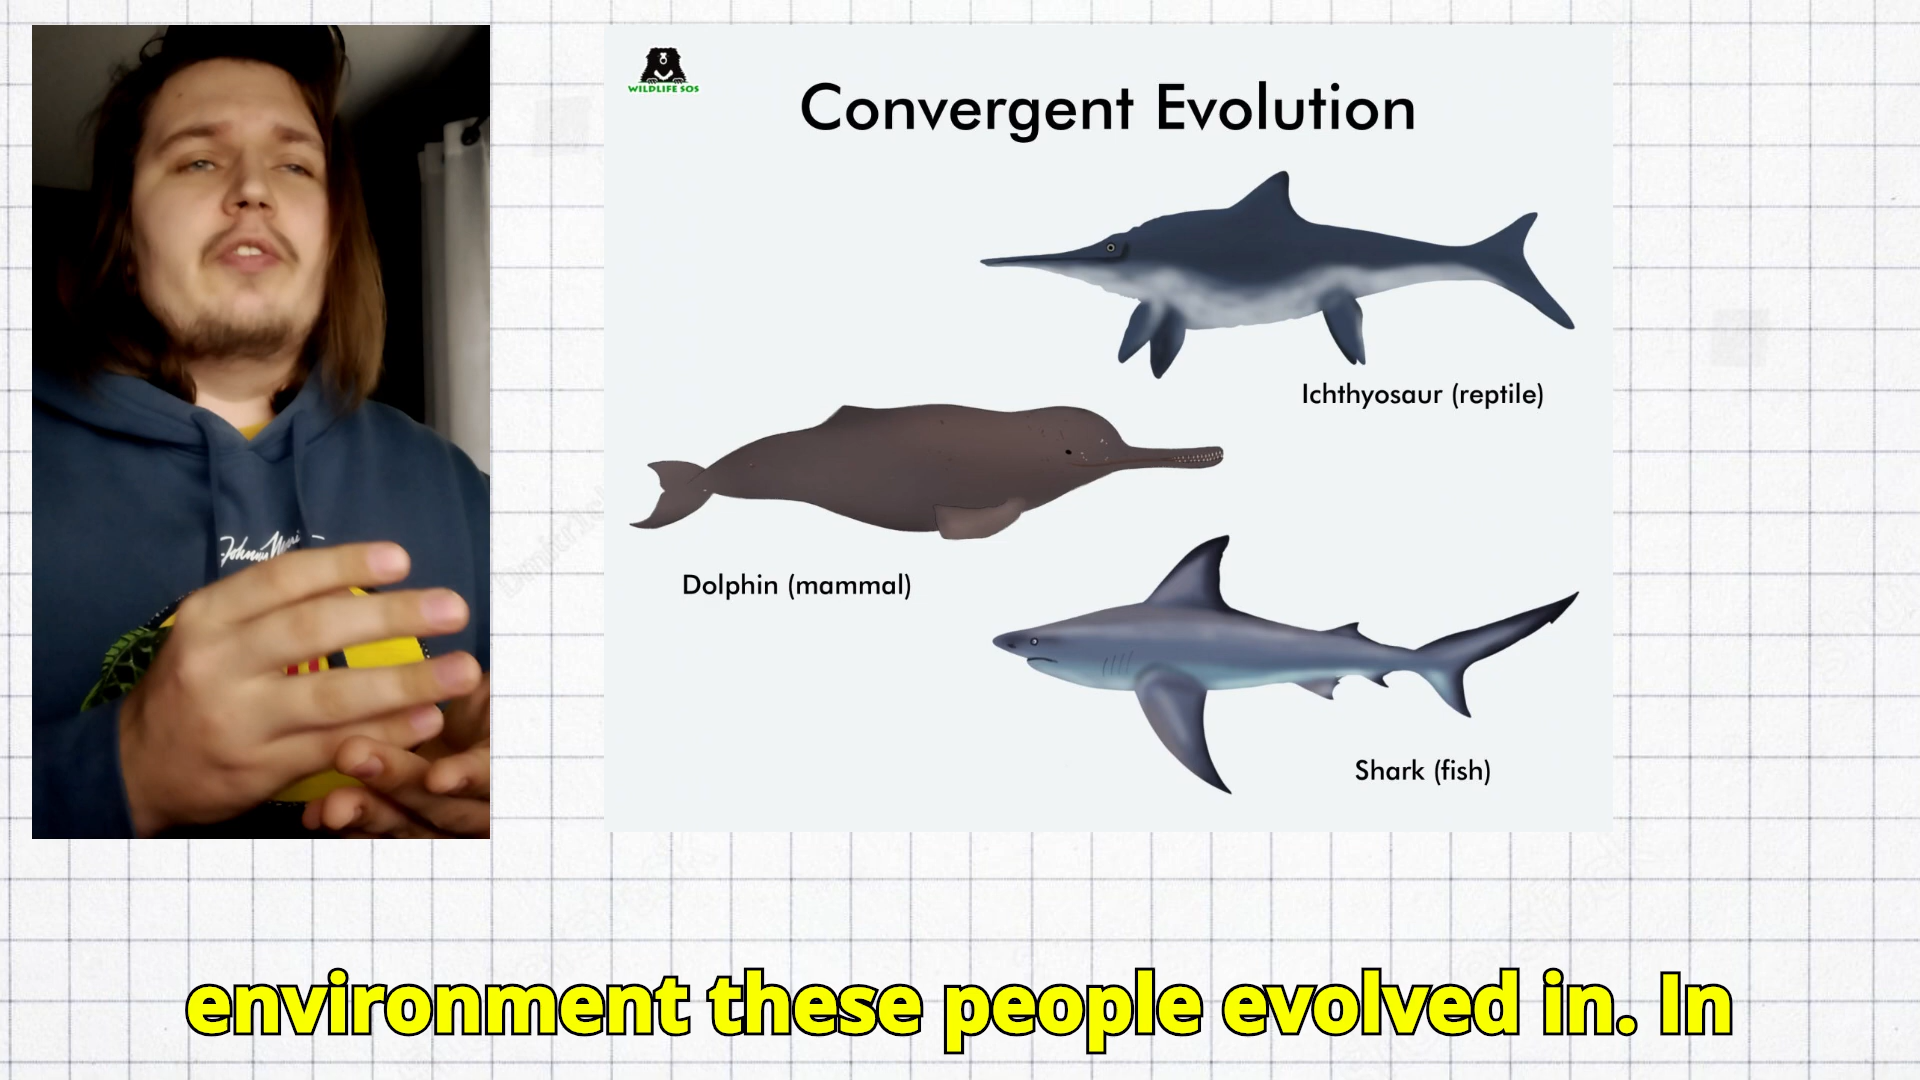 WILDLIFE SOS
Convergent Evolution
Ichthyosaur (reptile)
Dolphin (mammal)
Shark (fish)
environment these people evolved in. In